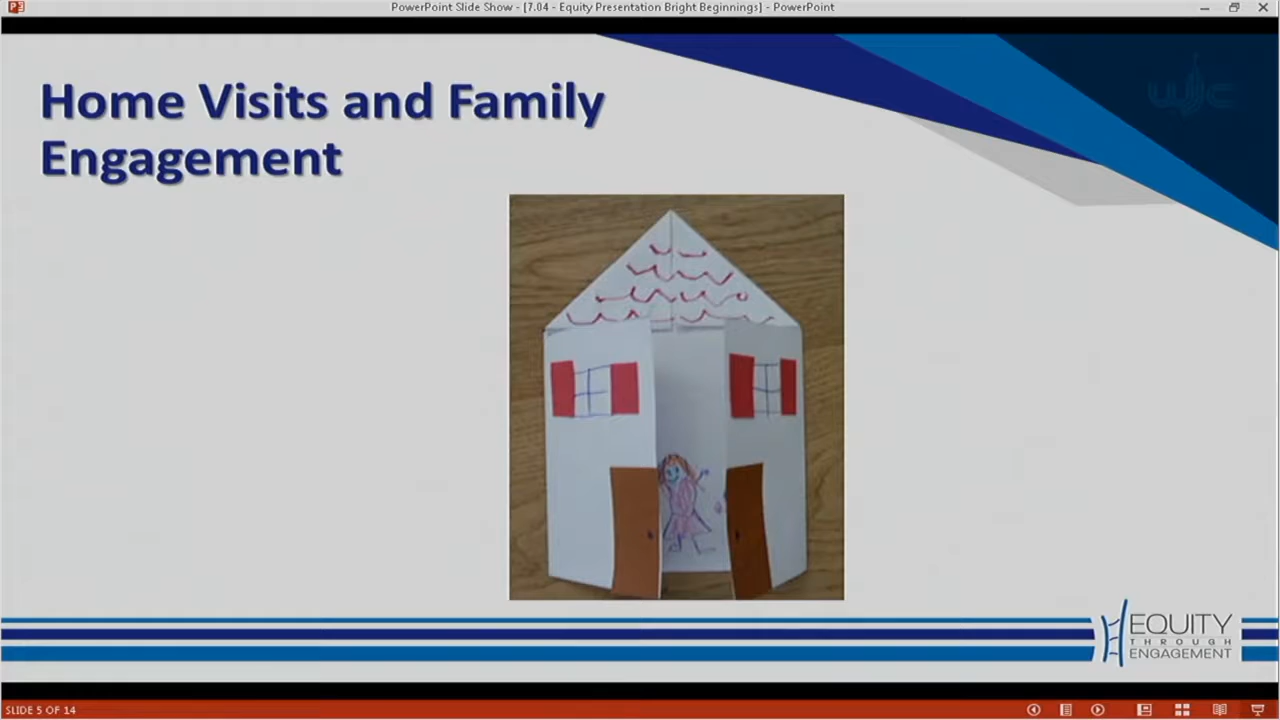 PowerPoint Slide Show - [7.04 - Equity Presentation Bright Beginnings] - PowerPoint
Home Visits and Family
Engagement
EQUITY
THROUGH
ENGAGEMENT
SLIDE 5 OF 14